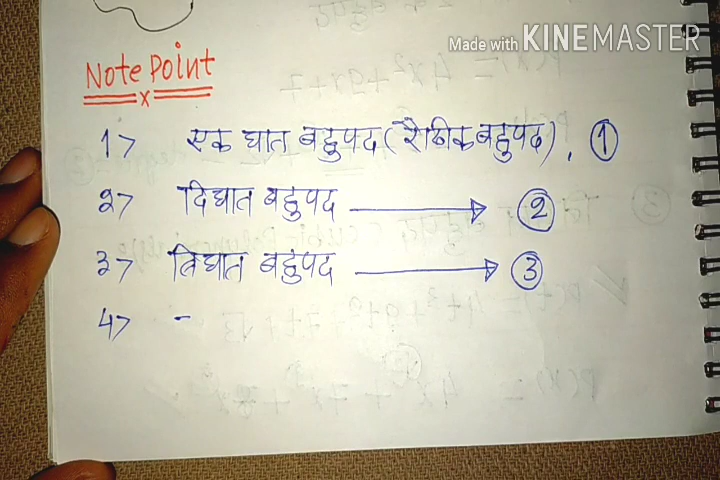 Made with KINEMASTER
Note Point
x
1> एक घात बहुपद (रैखिक बहुपद). 1
2> दिघात बहुपद → 2
3> त्रिघात बहुपद → 3
4> -